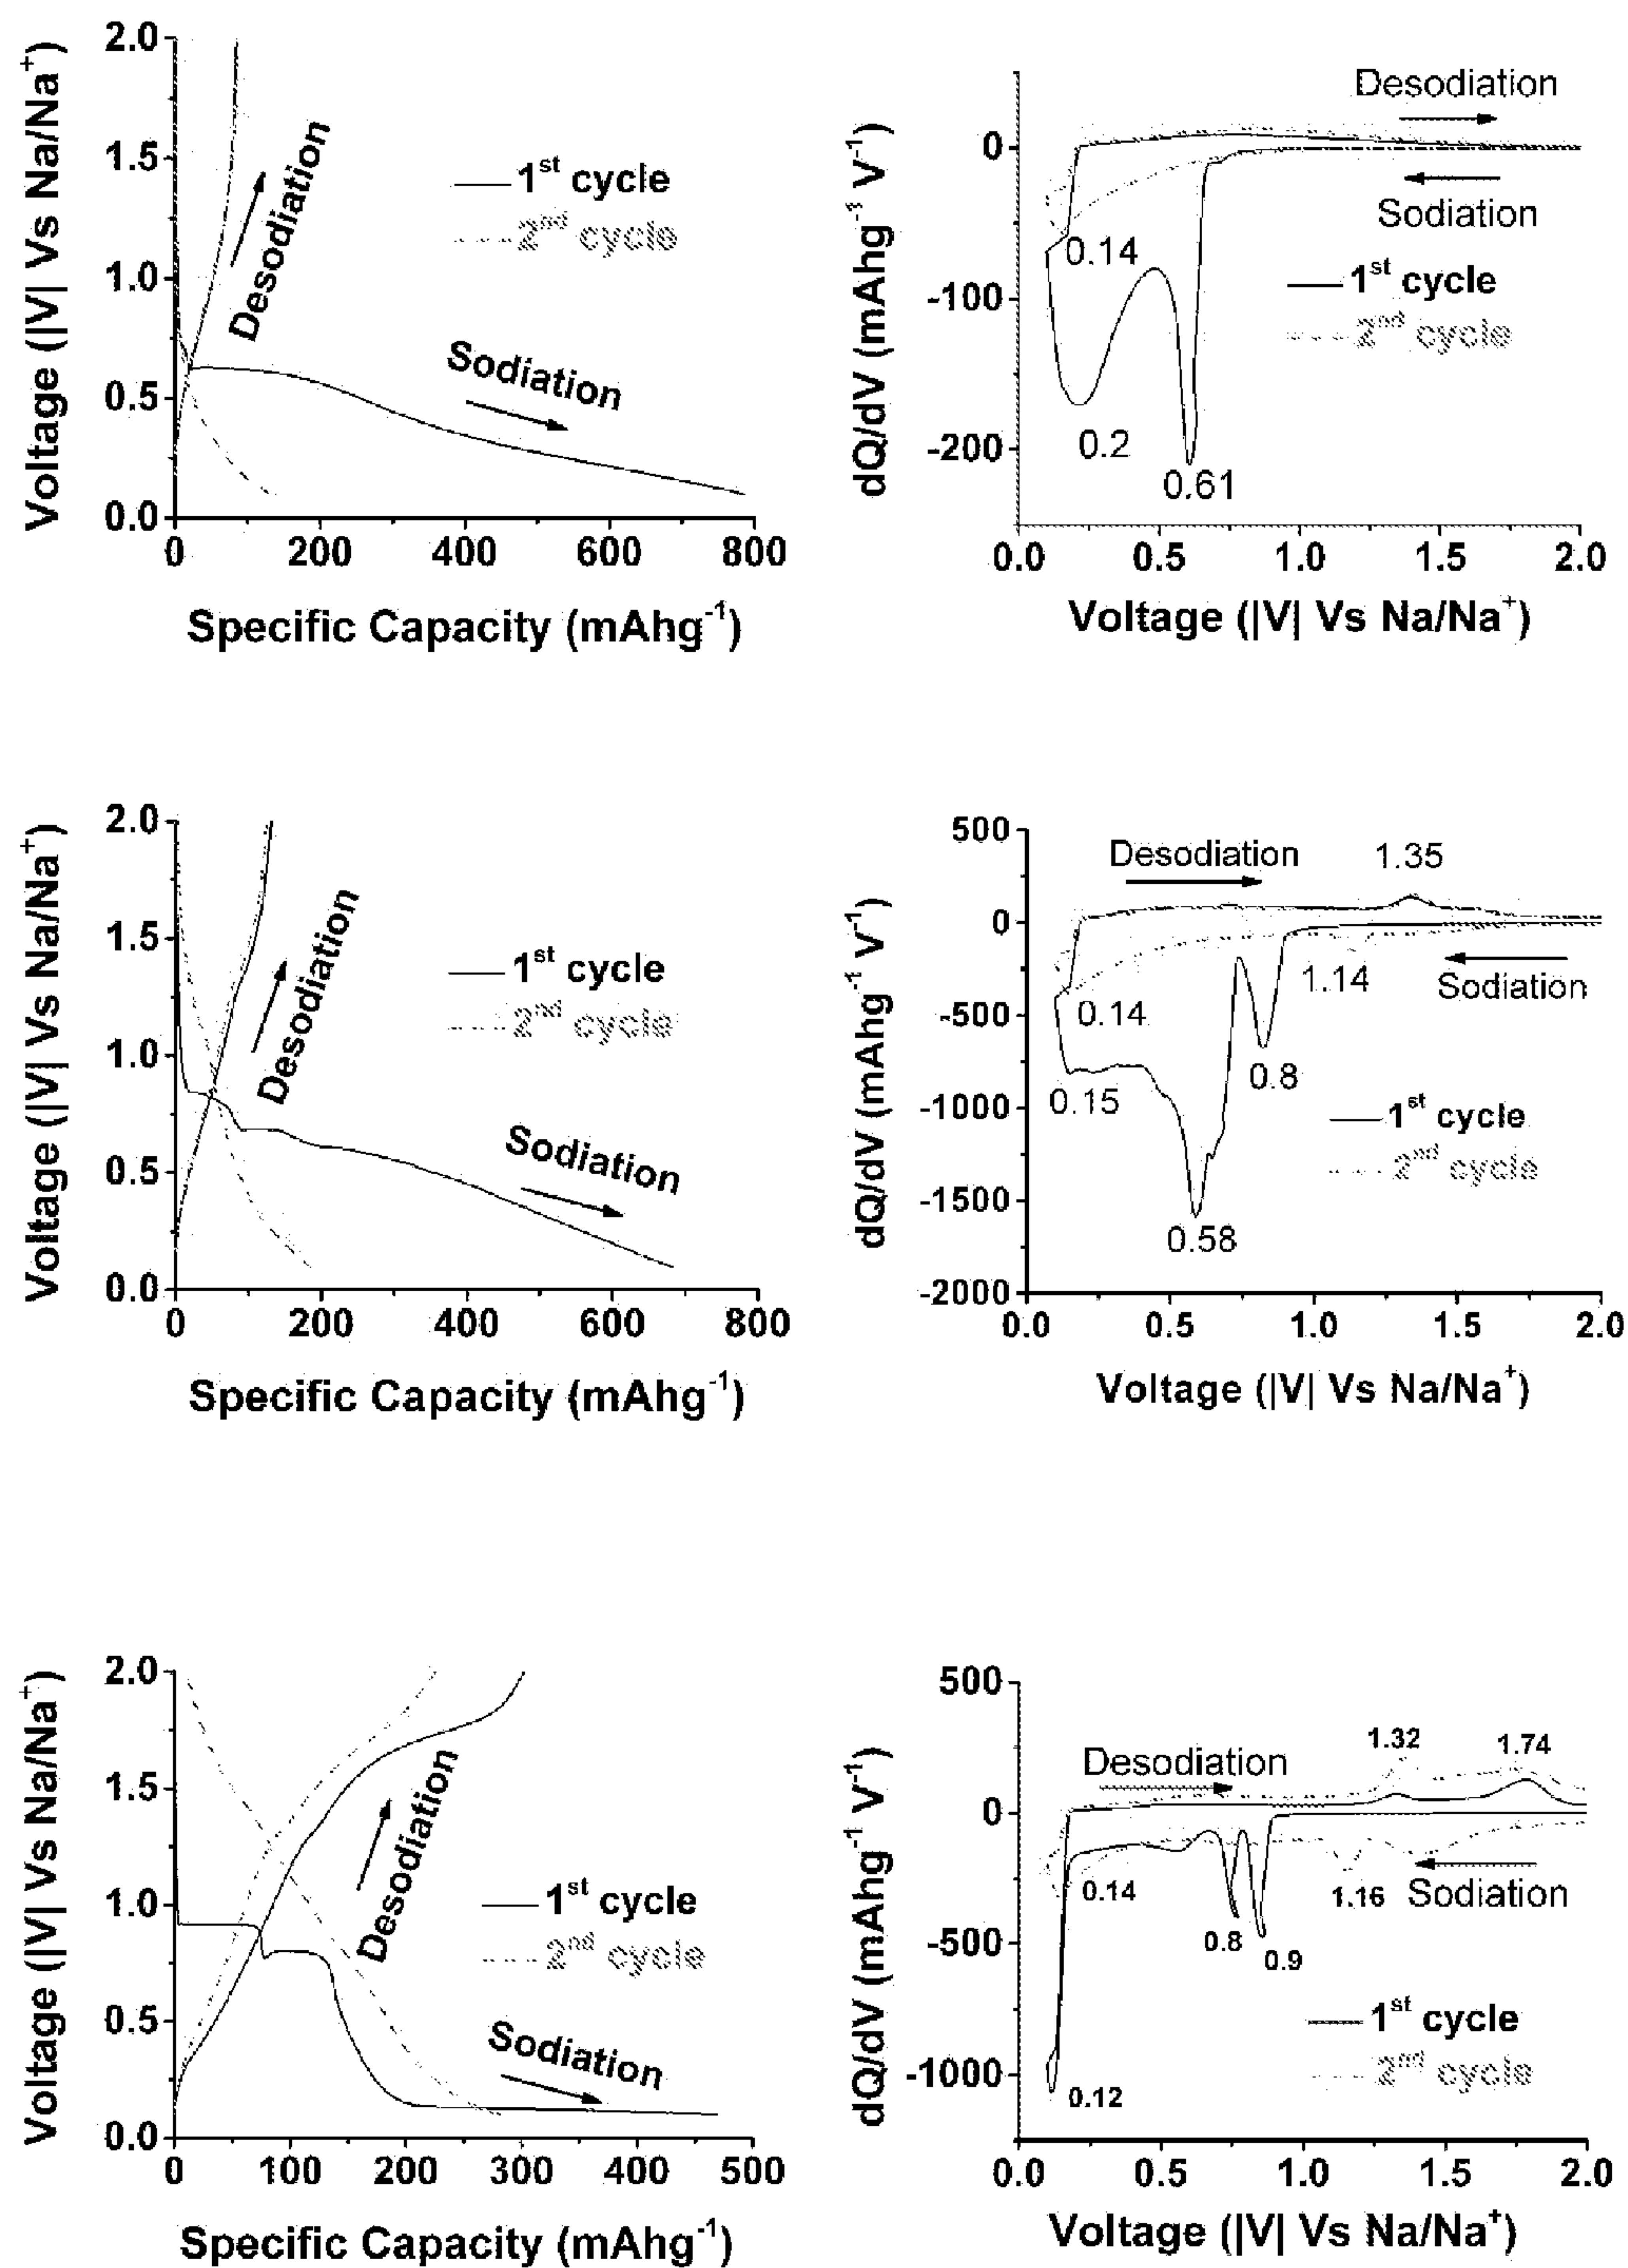 Voltage (|V| Vs Na/Na⁺)
2.0
1.5
1.0
0.5
0.0
Desodiation
1st cycle
2nd cycle
Sodiation
0 200 400 600 800
Specific Capacity (mAhg⁻¹)
dQ/dV (mAhg⁻¹ V⁻¹)
0
-100
-200
Desodiation
Sodiation
0.14
1st cycle
2nd cycle
0.2
0.61
0.0 0.5 1.0 1.5 2.0
Voltage (|V| Vs Na/Na⁺)
Voltage (|V| Vs Na/Na⁺)
2.0
1.5
1.0
0.5
0.0
Desodiation
1st cycle
2nd cycle
Sodiation
0 200 400 600 800
Specific Capacity (mAhg⁻¹)
dQ/dV (mAhg⁻¹ V⁻¹)
500
0
-500
-1000
-1500
-2000
Desodiation
1.35
1.14
Sodiation
0.14
0.8
0.15
1st cycle
2nd cycle
0.58
0.0 0.5 1.0 1.5 2.0
Voltage (|V| Vs Na/Na⁺)
Voltage (|V| Vs Na/Na⁺)
2.0
1.5
1.0
0.5
0.0
Desodiation
1st cycle
2nd cycle
Sodiation
0 100 200 300 400 500
Specific Capacity (mAhg⁻¹)
dQ/dV (mAhg⁻¹ V⁻¹)
500
0
-500
-1000
1.32 1.74
Desodiation
0.14
1.16 Sodiation
0.8
0.9
1st cycle
2nd cycle
0.12
0.0 0.5 1.0 1.5 2.0
Voltage (|V| Vs Na/Na⁺)